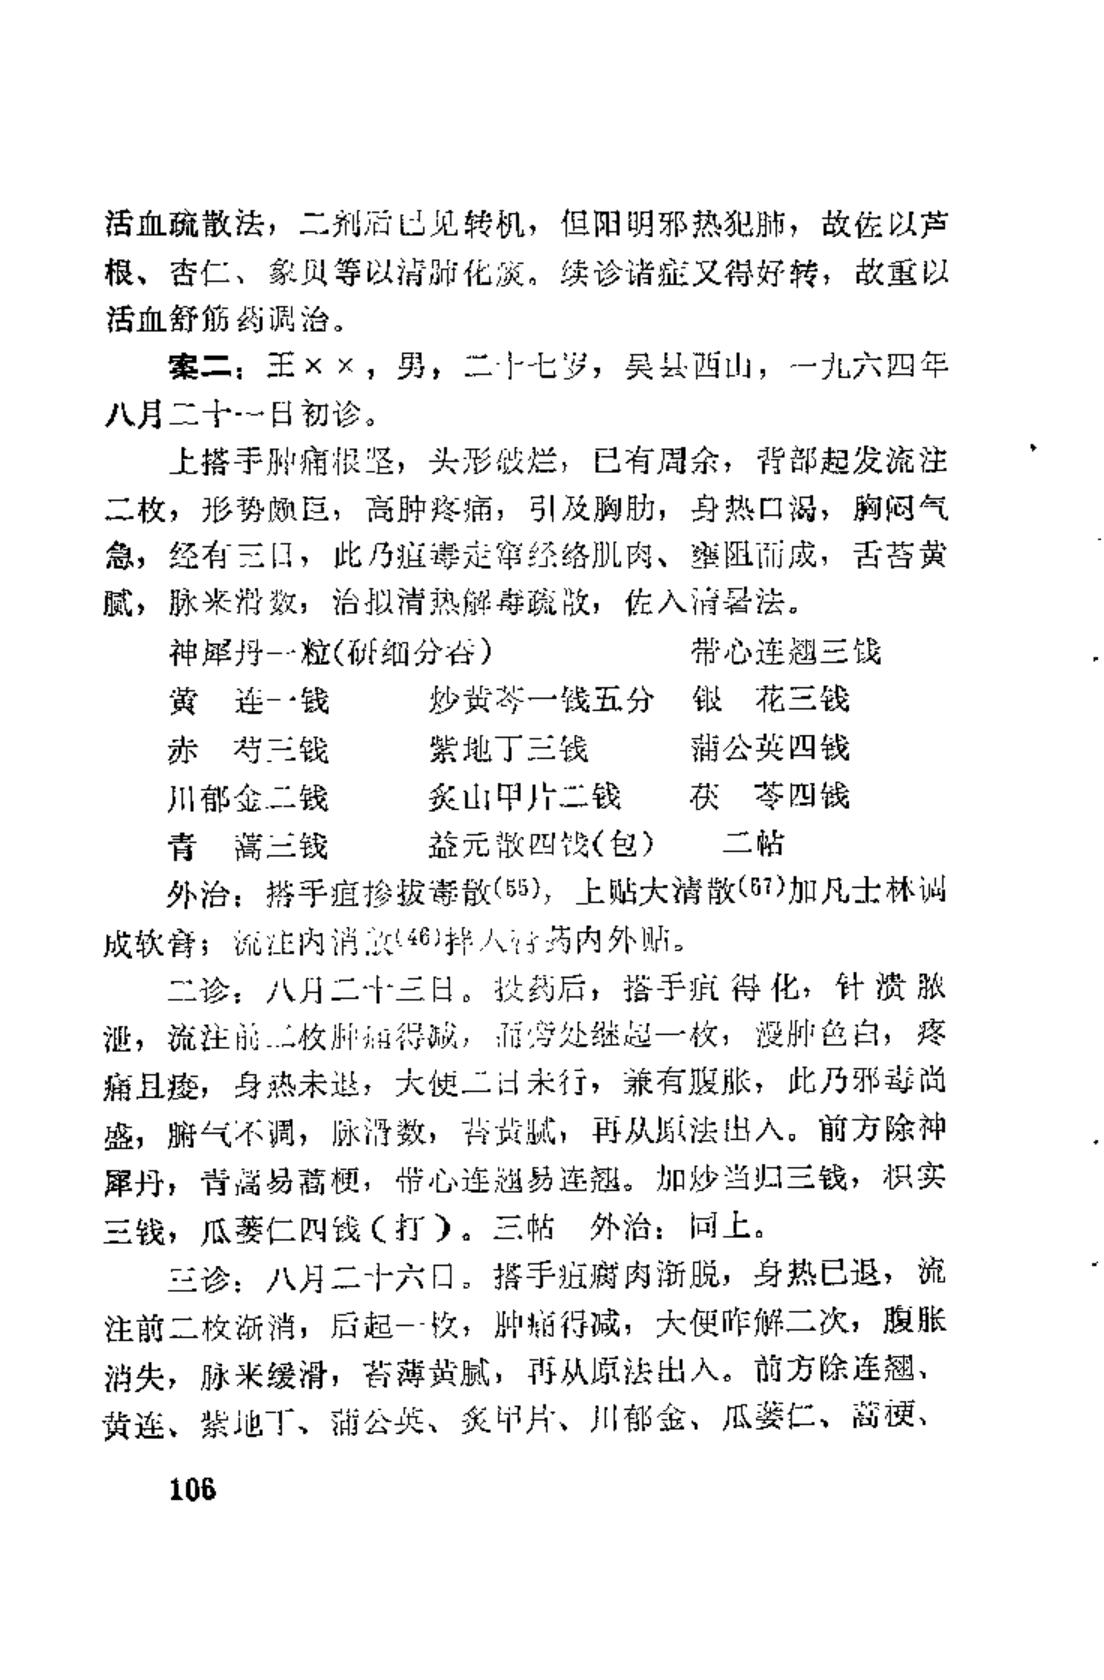 活血疏散法，二剂后已见转机，但阳明邪热犯肺，故佐以芦
根、杏仁、象贝等以清肺化痰。续诊诸症又得好转，故重以
活血舒筋药调治。
案二：王××，男，二十七岁，吴县西山，一九六四年
八月二十一日初诊。
上搭手肿痛根坚，头形破烂，已有周余，背部起发流注
二枚，形势颇巨，高肿疼痛，引及胸肋，身热口渴，胸闷气
急，经有三日，此乃疽毒走窜经络肌肉、壅阻而成，舌苔黄
腻，脉来滑数，治拟清热解毒疏散，佐入清暑法。
神犀丹一粒(研细分吞) 带心连翘三钱
黄 连一钱 炒黄芩一钱五分 银 花三钱
赤 芍三钱 紫地丁三钱 蒲公英四钱
川郁金二钱 炙山甲片二钱 茯 苓四钱
青 蒿三钱 益元散四钱(包) 二帖
外治：搭手疽掺拔毒散(55)，上贴大清散(57)加凡士林调
成软膏；流注内消散(46)拌入膏药内外贴。
二诊：八月二十三日。投药后，搭手疽得化，针溃脓
泄，流注前二枚肿痛得减，而旁处继起一枚，漫肿色白，疼
痛且痠，身热未退，大便二日未行，兼有腹胀，此乃邪毒尚
盛，腑气不调，脉滑数，苔黄腻，再从原法出入。前方除神
犀丹，青蒿易蒿梗，带心连翘易连翘。加炒当归三钱，枳实
三钱，瓜蒌仁四钱(打)。三帖 外治：同上。
三诊：八月二十六日。搭手疽腐肉渐脱，身热已退，流
注前二枚渐消，后起一枚，肿痛得减，大便昨解二次，腹胀
消失，脉来缓滑，苔薄黄腻，再从原法出入。前方除连翘、
黄连、紫地丁、蒲公英、炙甲片、川郁金、瓜蒌仁、蒿梗、
106